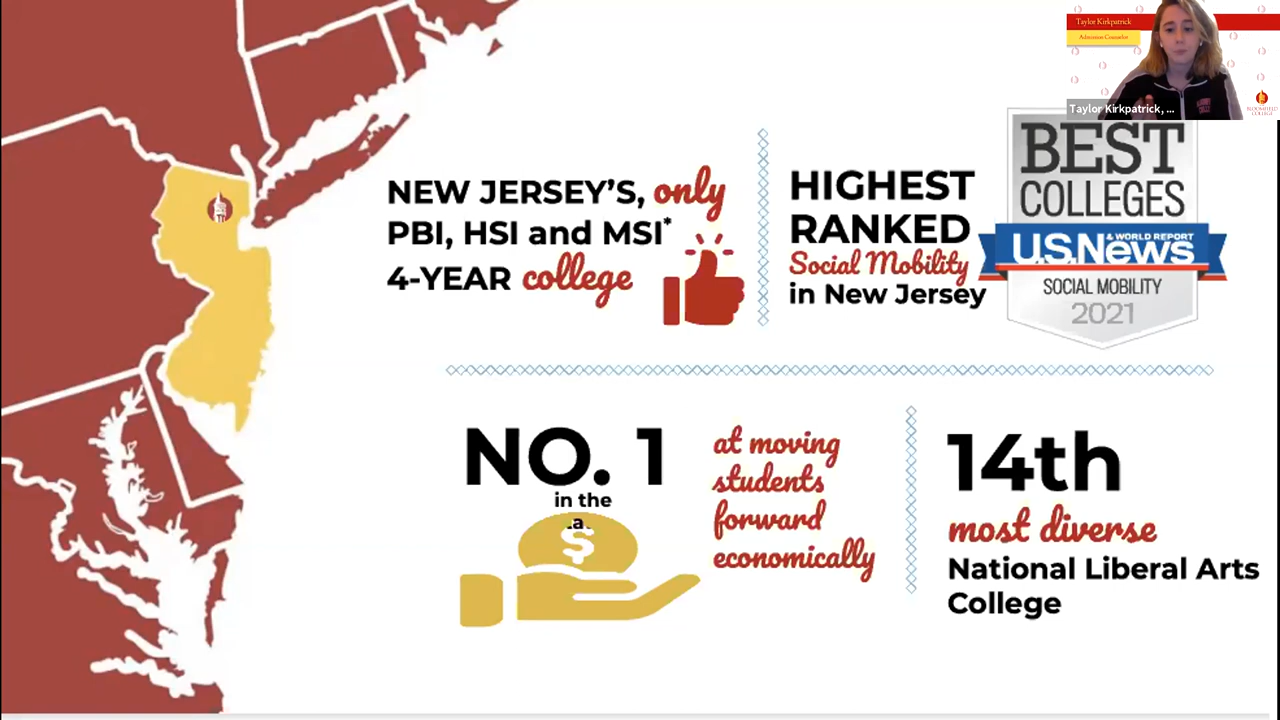 Taylor Kirkpatrick
Admission Counselor
Taylor Kirkpatrick, ...
BLOOMFIELD
COLLEGE
NEW JERSEY'S, only
PBI, HSI and MSI*
4-YEAR college
HIGHEST
RANKED
Social Mobility
in New Jersey
BEST
COLLEGES
U.S.News & WORLD REPORT
SOCIAL MOBILITY
2021
NO. 1
in the
$
at moving
students
forward
economically
14th
most diverse
National Liberal Arts
College